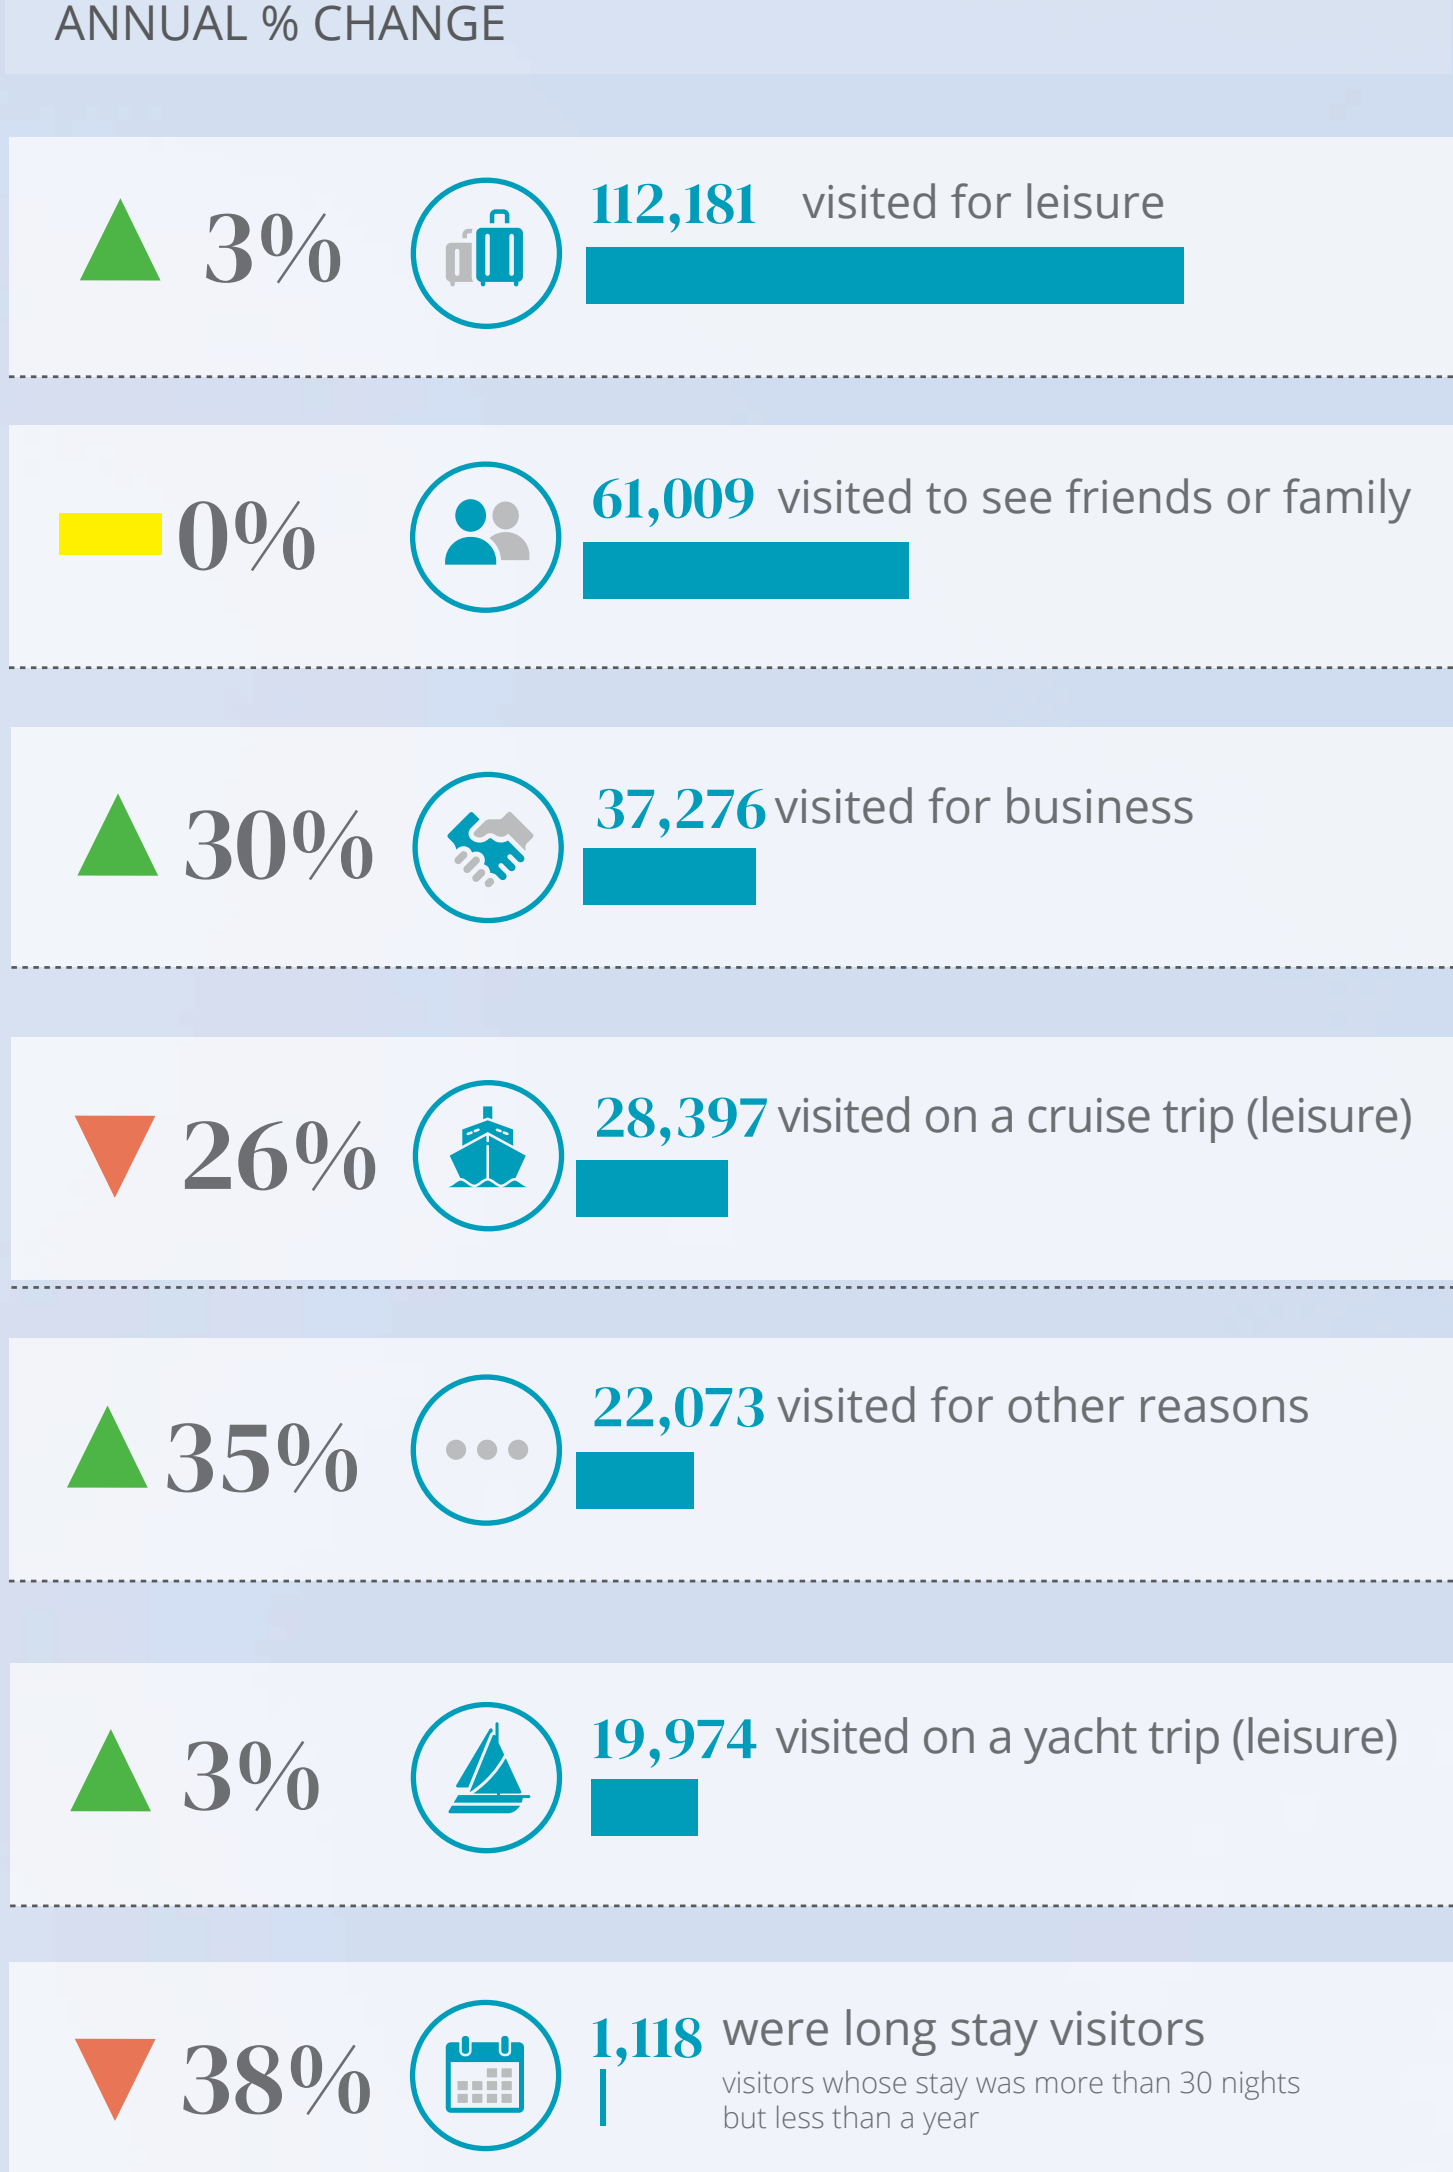 ANNUAL % CHANGE
3%
112,181 visited for leisure
0%
61,009 visited to see friends or family
30%
37,276 visited for business
26%
28,397 visited on a cruise trip (leisure)
35%
22,073 visited for other reasons
3%
19,974 visited on a yacht trip (leisure)
38%
1,118 were long stay visitors
visitors whose stay was more than 30 nights
but less than a year